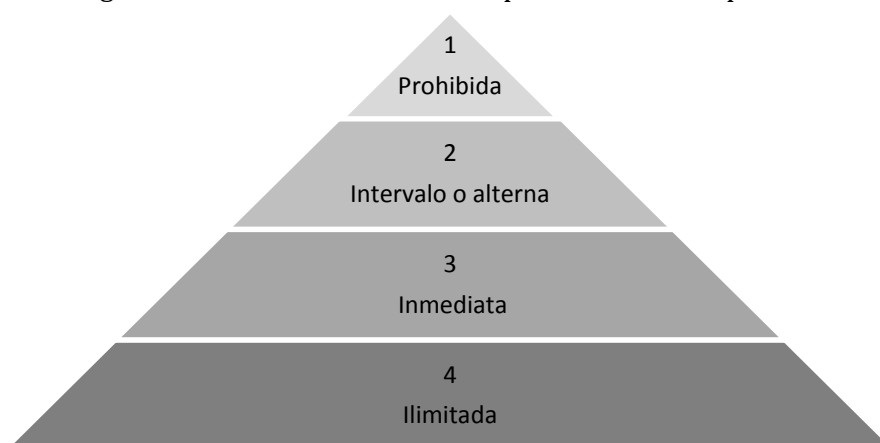 1
Prohibida
2
Intervalo o alterna
3
Inmediata
4
Ilimitada